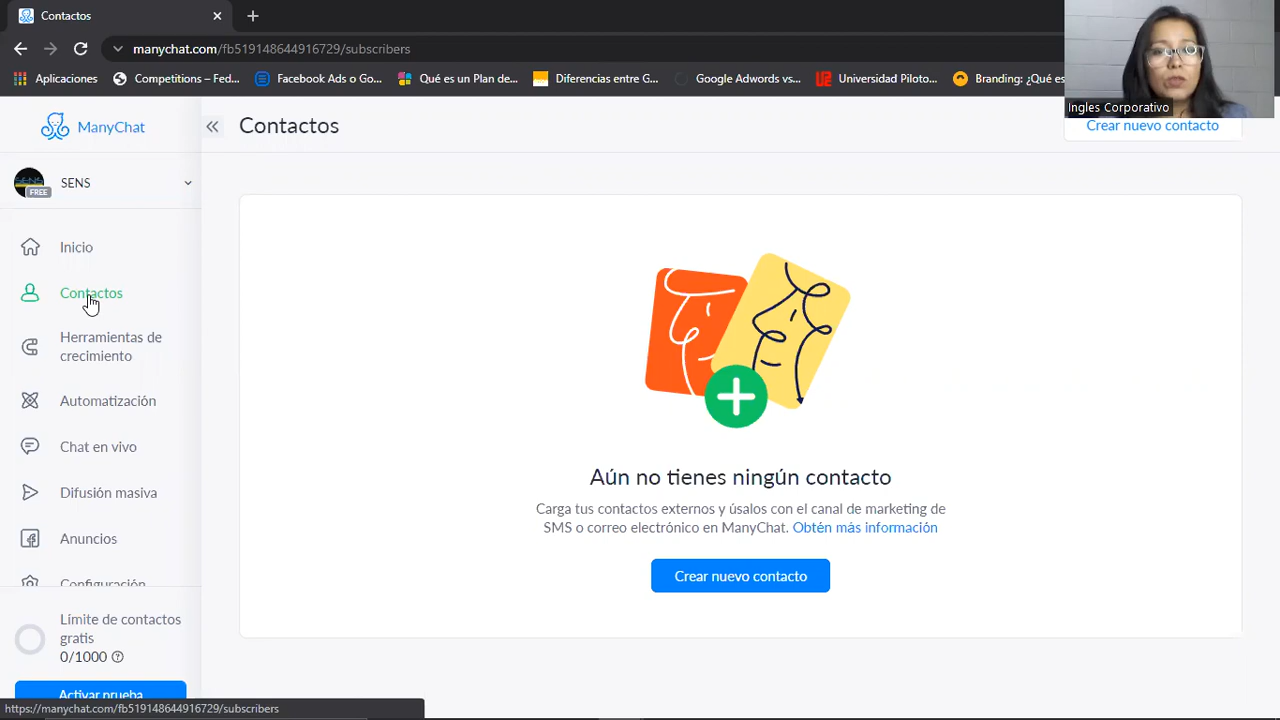 Contactos
manychat.com/fb519148644916729/subscribers
Aplicaciones
Competitions – Fed...
Facebook Ads o Go...
Qué es un plan de...
Diferencias entre G...
Google Adwords vs...
Universidad Piloto...
Branding: ¿Qué es
Ingles Corporativo
ManyChat
Contactos
Crear nuevo contacto
SENS
FREE
Inicio
Contactos
Herramientas de
crecimiento
Automatización
Chat en vivo
Difusión masiva
Anuncios
Configuración
Límite de contactos
gratis
0/1000
Activar prueba
Aún no tienes ningún contacto
Carga tus contactos externos y úsalos con el canal de marketing de
SMS o correo electrónico en ManyChat. Obtén más información
Crear nuevo contacto
https://manychat.com/fb519148644916729/subscribers